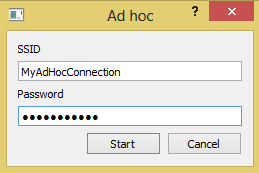 Ad hoc ?
SSID
MyAdHocConnection
Password
●●●●●●●●●●●
Start Cancel